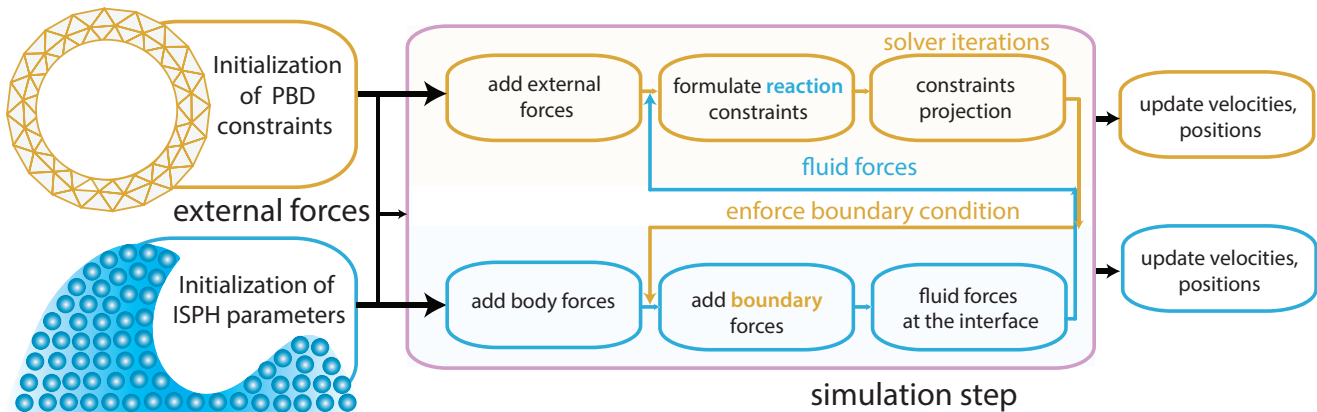 Initialization
of PBD
constraints
external forces
Initialization of
ISPH parameters
solver iterations
add external
forces
formulate reaction
constraints
constraints
projection
fluid forces
enforce boundary condition
add body forces
add boundary
forces
fluid forces
at the interface
simulation step
update velocities,
positions
update velocities,
positions